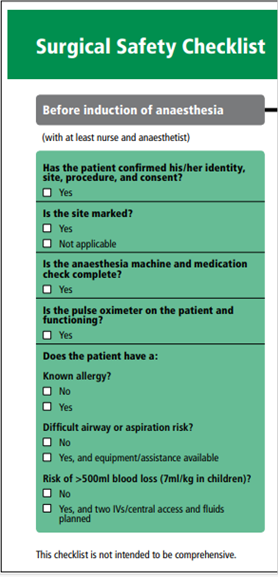 Surgical Safety Checklist
Before induction of anaesthesia
(with at least nurse and anaesthetist)
Has the patient confirmed his/her identity,
site, procedure, and consent?
Yes
Is the site marked?
Yes
Not applicable
Is the anaesthesia machine and medication
check complete?
Yes
Is the pulse oximeter on the patient and
functioning?
Yes
Does the patient have a:
Known allergy?
No
Yes
Difficult airway or aspiration risk?
No
Yes, and equipment/assistance available
Risk of >500ml blood loss (7ml/kg in children)?
No
Yes, and two IVs/central access and fluids
planned
This checklist is not intended to be comprehensive.